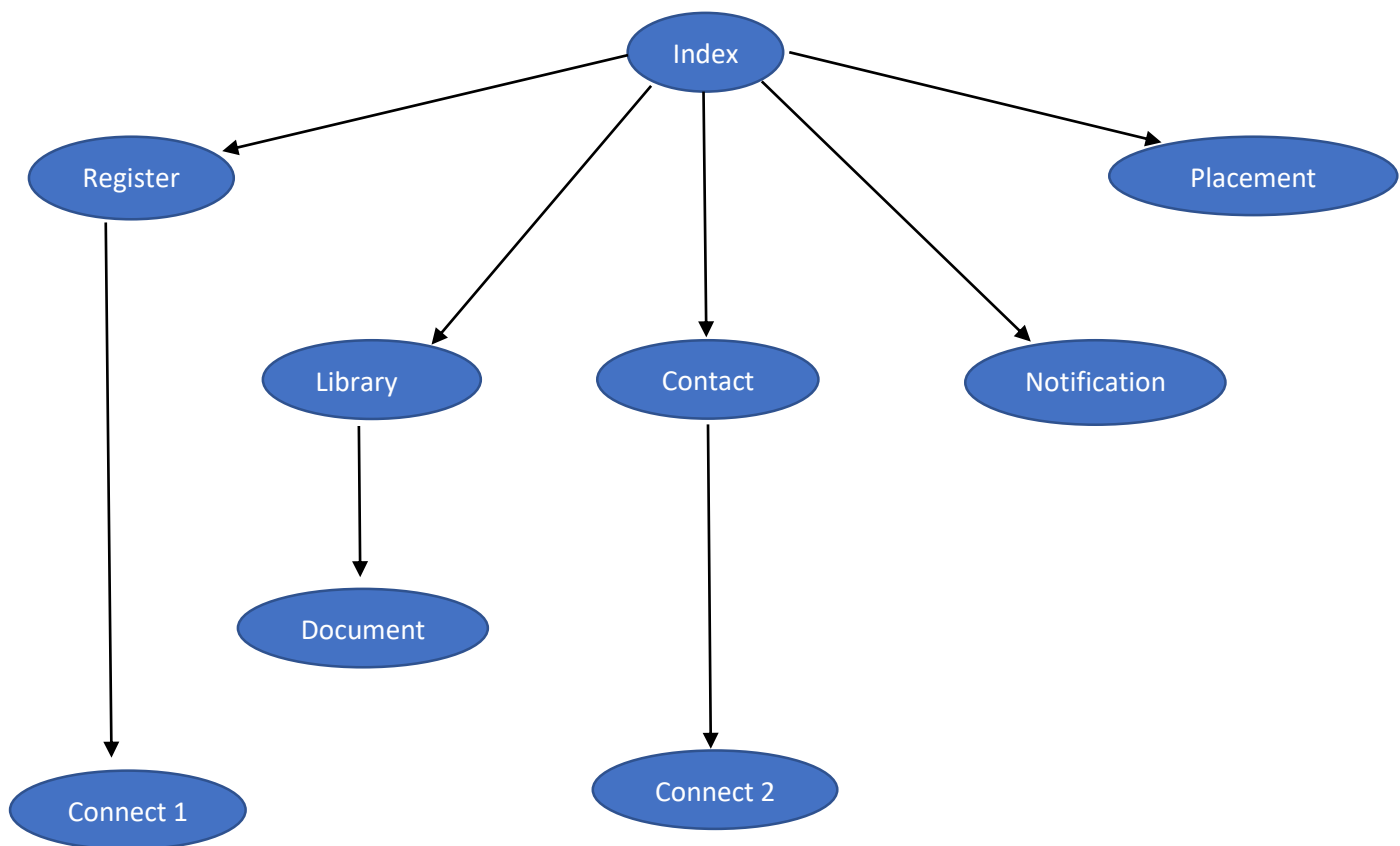 Index
Register
Placement
Library
Contact
Notification
Document
Connect 2
Connect 1